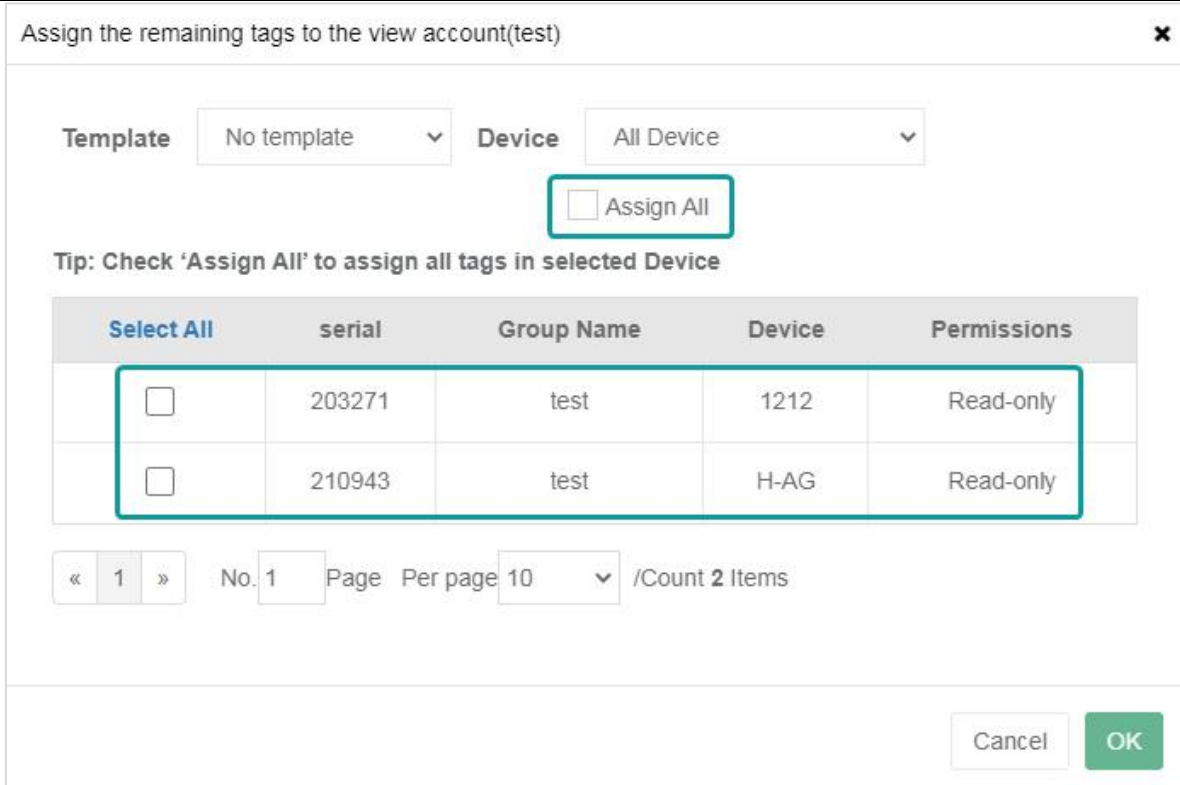 Assign the remaining tags to the view account(test) ×
Template No template Device All Device
Assign All
Tip: Check ‘Assign All’ to assign all tags in selected Device
Select All serial Group Name Device Permissions
203271 test 1212 Read-only
210943 test H-AG Read-only
« 1 » No. 1 Page Per page 10 /Count 2 Items
Cancel OK